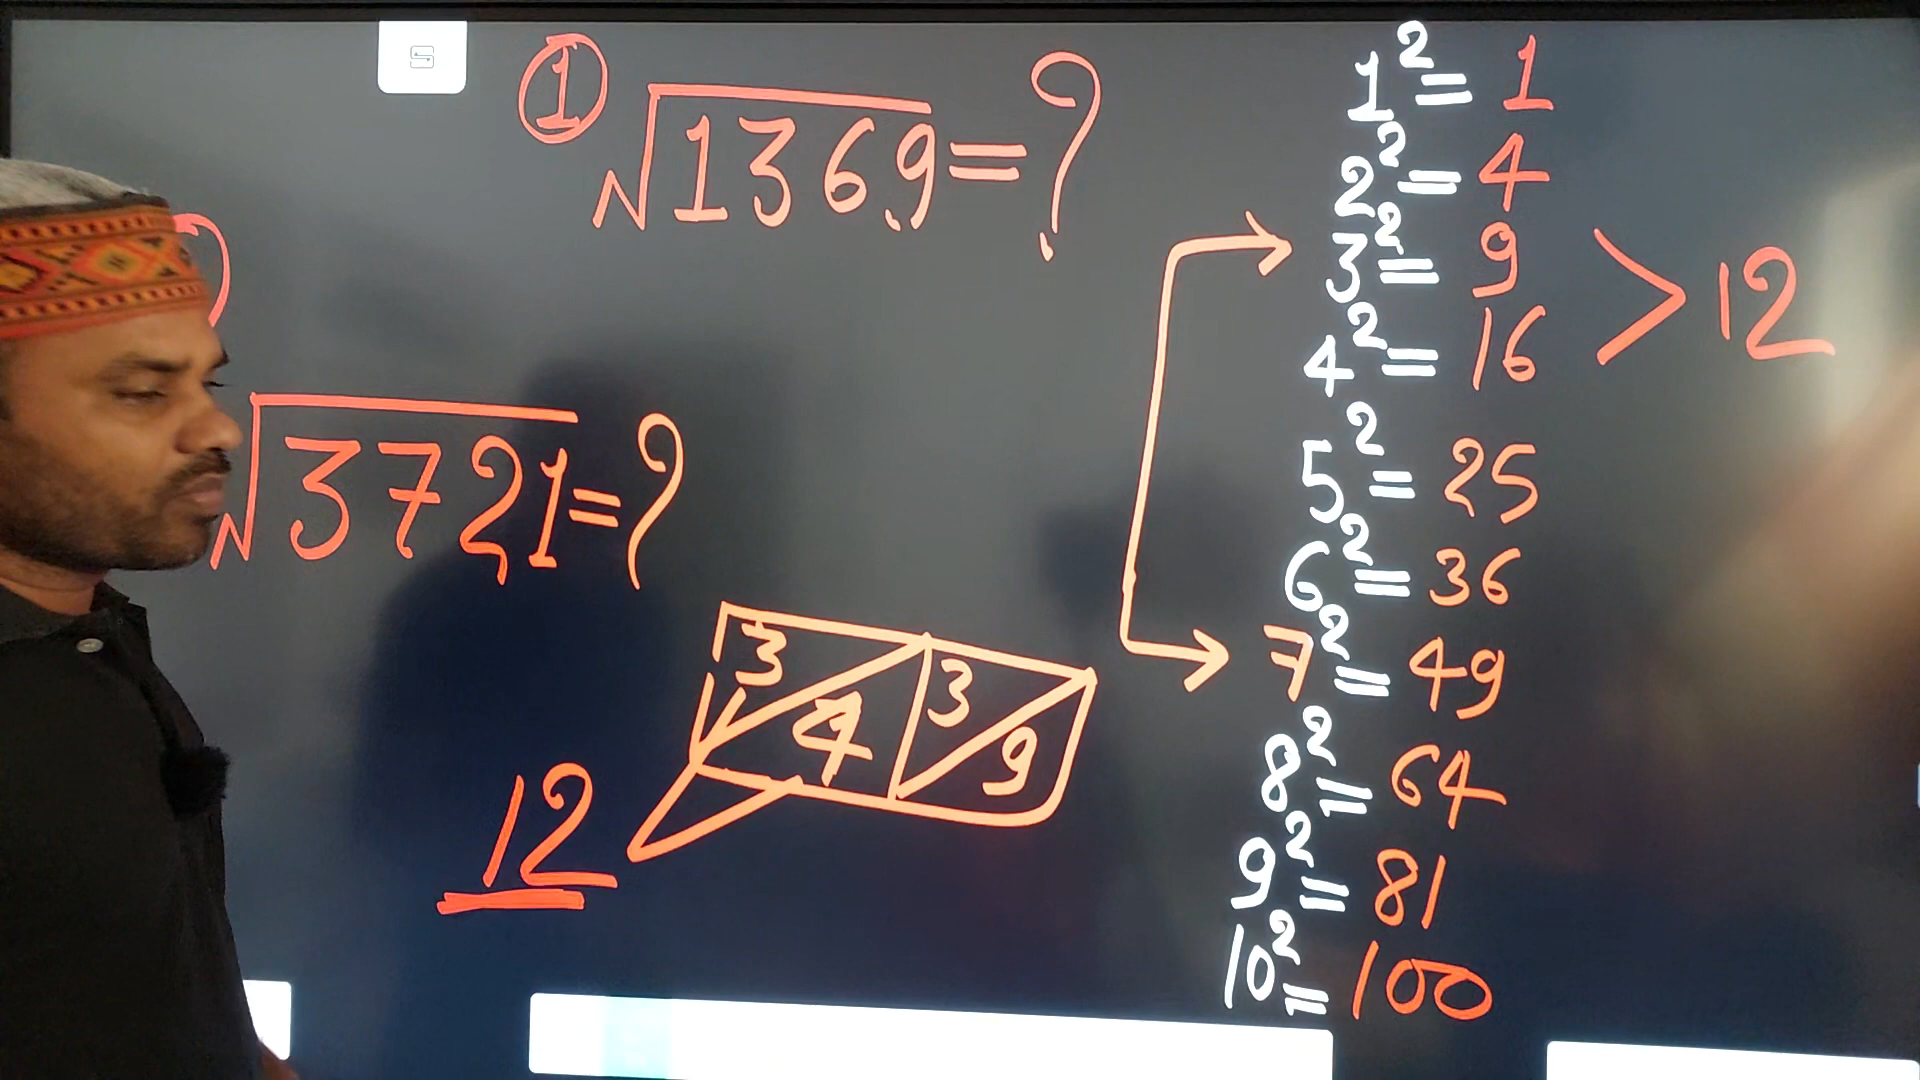 ① √1369 = ?
√3721 = ?
3 4 3 9
12
1² = 1
2² = 4
3² = 9
4² = 16
> 12
5² = 25
6² = 36
7² = 49
8² = 64
9² = 81
10² = 100